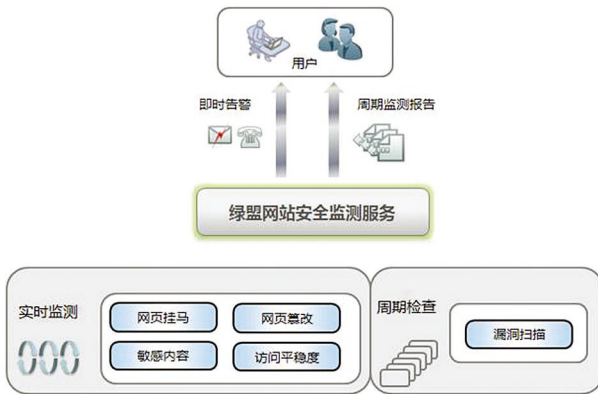 用户
即时告警
周期监测报告
绿盟网站安全监测服务
实时监测
网页挂马
网页篡改
敏感内容
访问平稳度
周期检查
漏洞扫描